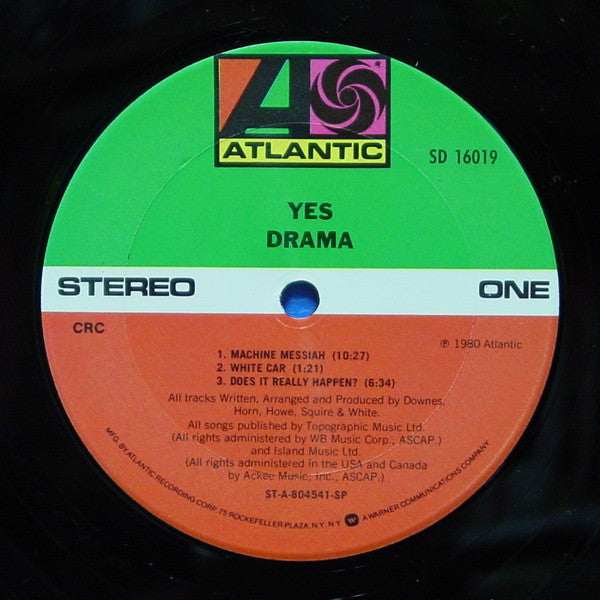 ATLANTIC
SD 16019
YES
DRAMA
STEREO
ONE
CRC
℗ 1980 Atlantic
1. MACHINE MESSIAH (10:27)
2. WHITE CAR (1:21)
3. DOES IT REALLY HAPPEN? (6:34)
All tracks Written, Arranged and Produced by Downes,
Horn, Howe, Squire & White.
All songs published by Topographic Music Ltd.
(All rights administered by WB Music Corp., ASCAP.)
and Island Music Ltd.
(All rights administered in the USA and Canada
by Ackee Music, Inc., ASCAP.)
ST-A-804541-SP
MFG. BY ATLANTIC RECORDING CORP. 75 ROCKEFELLER PLAZA, N.Y. N.Y. W A WARNER COMMUNICATIONS COMPANY